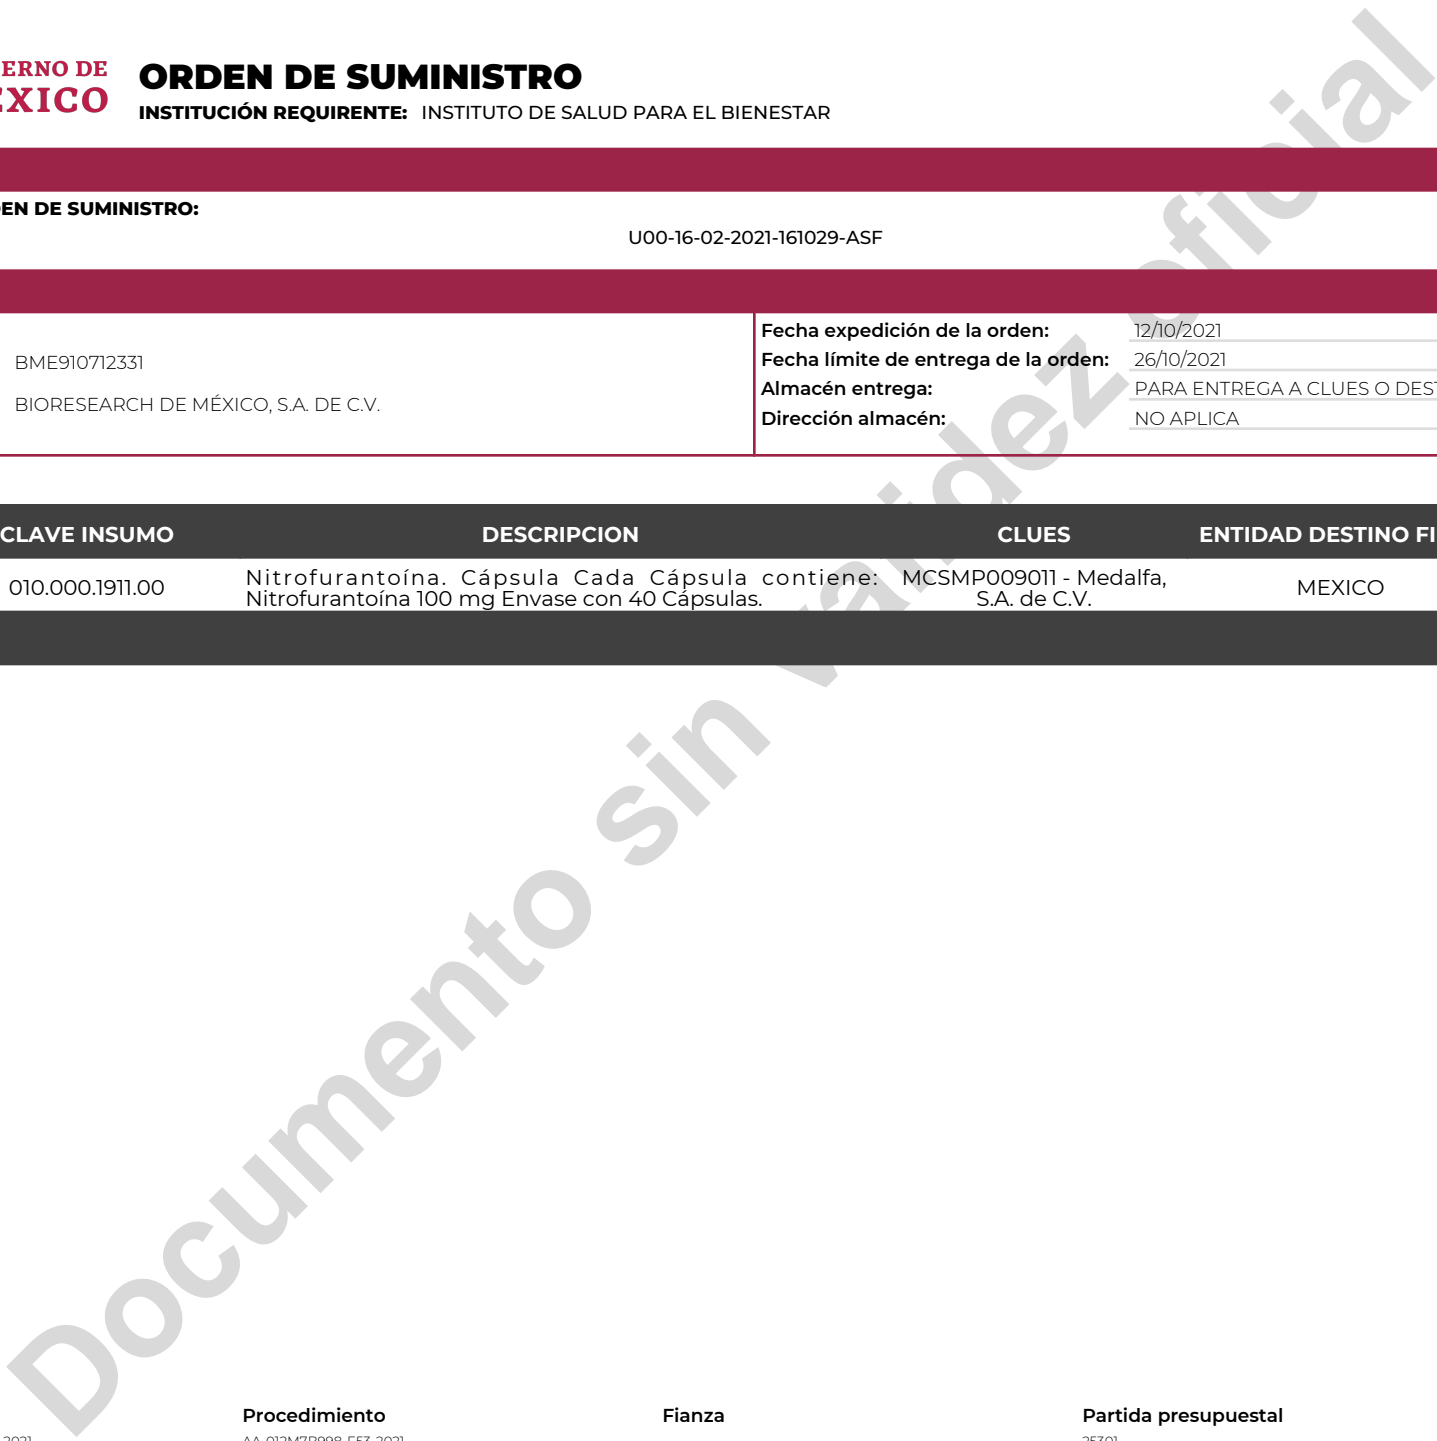 ERNO DE
EXICO
ORDEN DE SUMINISTRO
INSTITUCIÓN REQUIRENTE: INSTITUTO DE SALUD PARA EL BIENESTAR
EN DE SUMINISTRO:
U00-16-02-2021-161029-ASF
BME910712331
BIORESEARCH DE MÉXICO, S.A. DE C.V.
Fecha expedición de la orden: 12/10/2021
Fecha límite de entrega de la orden: 26/10/2021
Almacén entrega: PARA ENTREGA A CLUES O DEST
Dirección almacén: NO APLICA
CLAVE INSUMO DESCRIPCION CLUES ENTIDAD DESTINO FI
010.000.1911.00 Nitrofurantoína. Cápsula Cada Cápsula contiene: MCSMP009011 - Medalfa, MEXICO
Nitrofurantoína 100 mg Envase con 40 Cápsulas. S.A. de C.V.
Documento sin validez oficial
Procedimiento Fianza Partida presupuestal